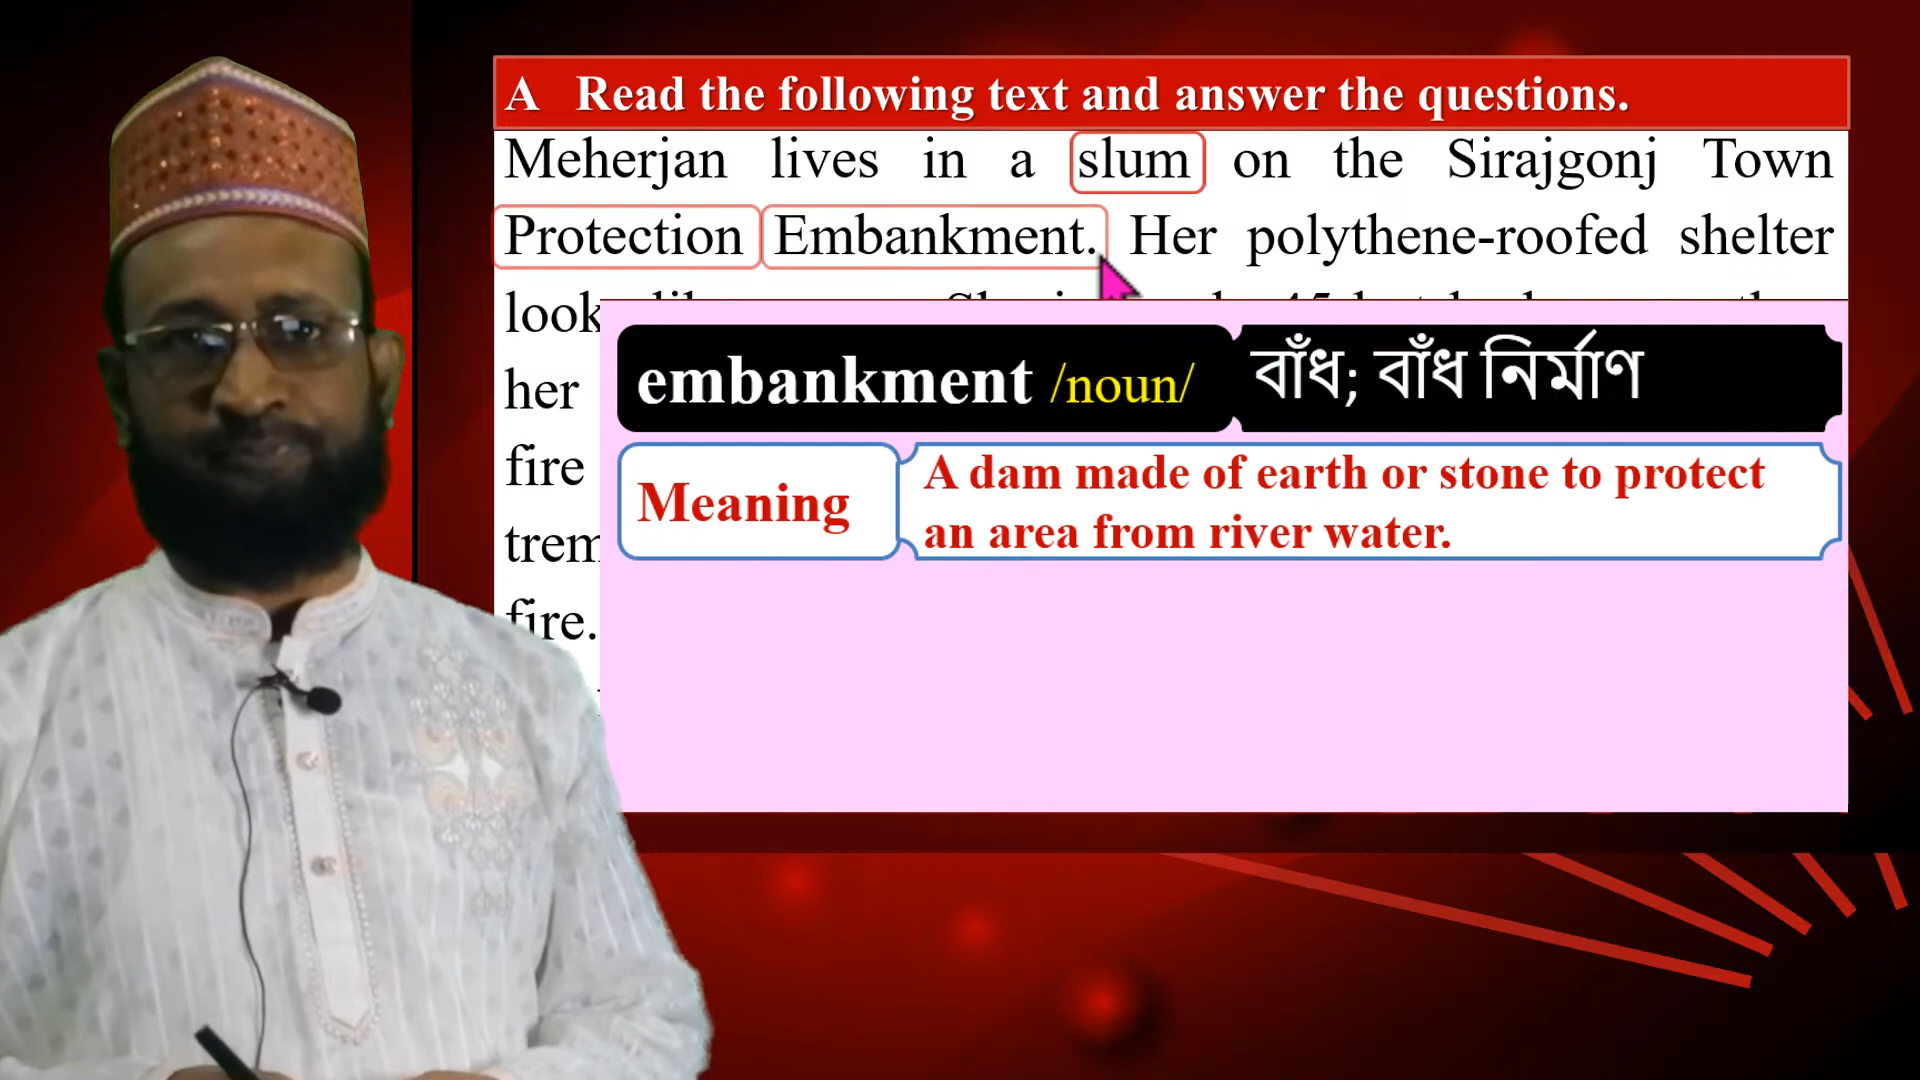 A Read the following text and answer the questions.
Meherjan lives in a slum on the Sirajgonj Town
Protection Embankment. Her polythene-roofed shelter
look
her
fire
trem
fire.
embankment /noun/ বাঁধ; বাঁধ নির্মাণ
Meaning
A dam made of earth or stone to protect
an area from river water.